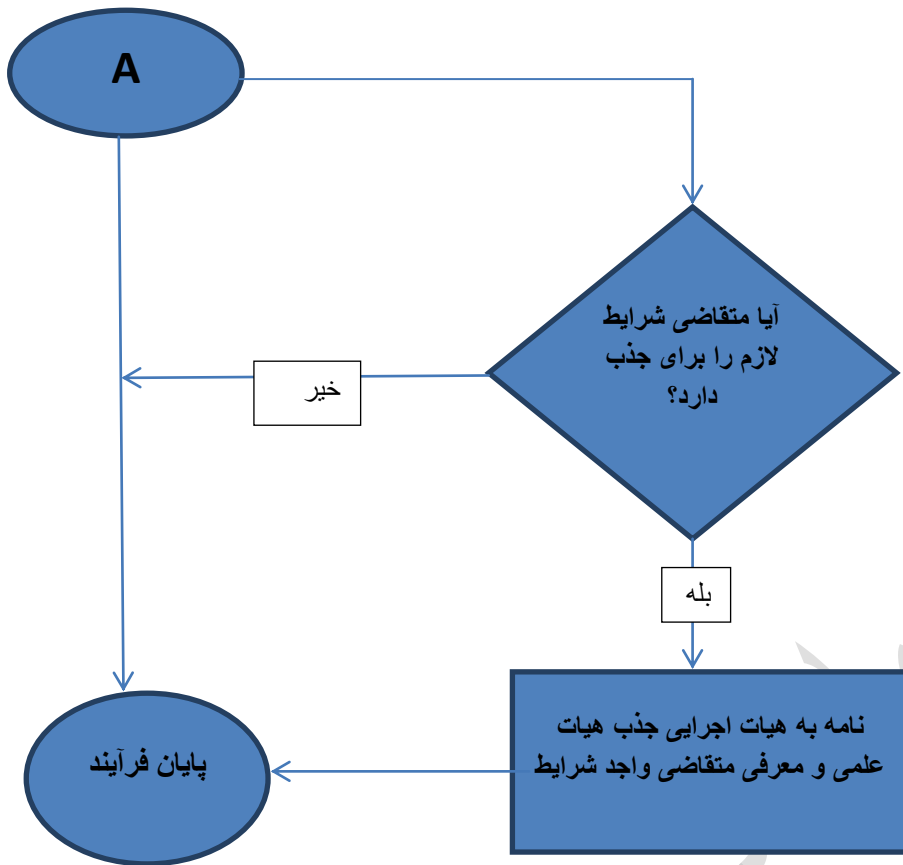 A
آیا متقاضی شرایط
لازم را برای جذب
دارد؟
خیر
بله
نامه به هیات اجرایی جذب هیات
علمی و معرفی متقاضی واجد شرایط
پایان فرآیند